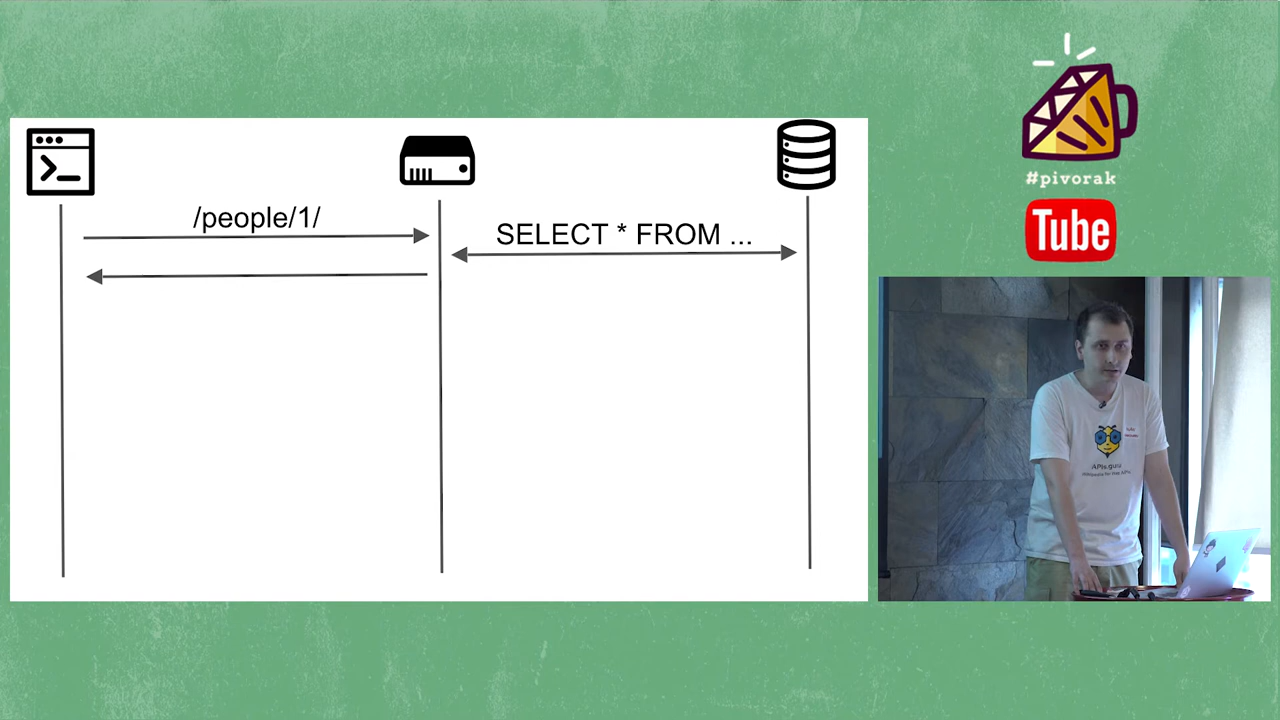 /people/1/
SELECT * FROM ...
#pivorak
Tube
APIs.guru